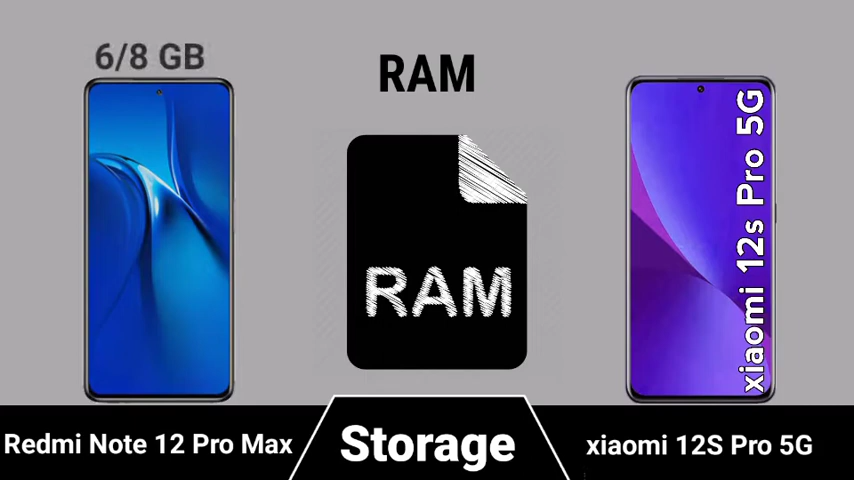 6/8 GB
RAM
RAM
xiaomi 12s Pro 5G
Redmi Note 12 Pro Max
Storage
xiaomi 12S Pro 5G